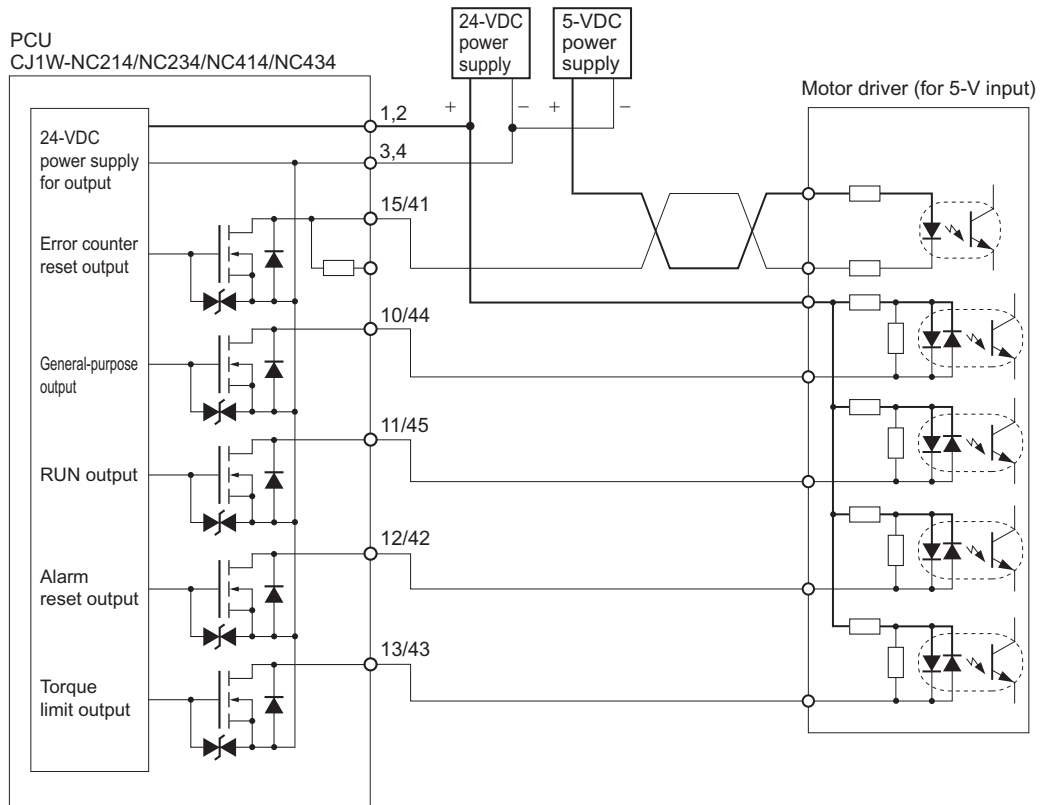 24-VDC
power
supply
5-VDC
power
supply
PCU
CJ1W-NC214/NC234/NC414/NC434
Motor driver (for 5-V input)
+
−
+
−
1,2
24-VDC
power supply
for output
3,4
15/41
Error counter
reset output
10/44
General-purpose
output
11/45
RUN output
12/42
Alarm
reset output
13/43
Torque
limit output